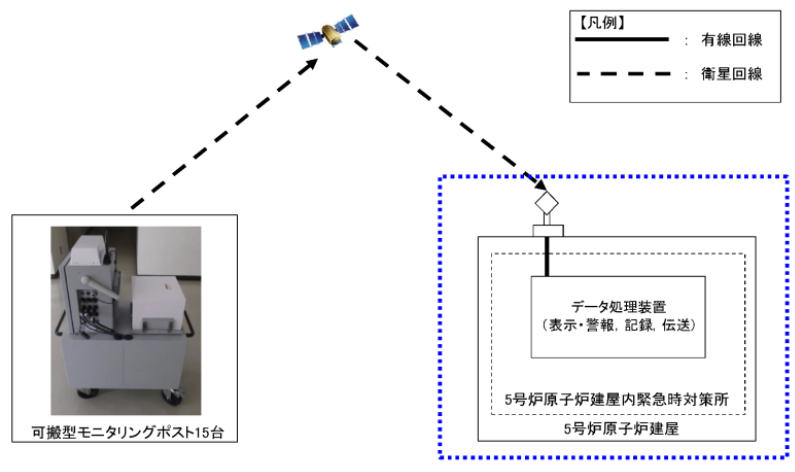 【凡例】
： 有線回線
： 衛星回線
データ処理装置
（表示・警報, 記録, 伝送）
5号炉原子炉建屋内緊急時対策所
5号炉原子炉建屋
可搬型モニタリングポスト15台